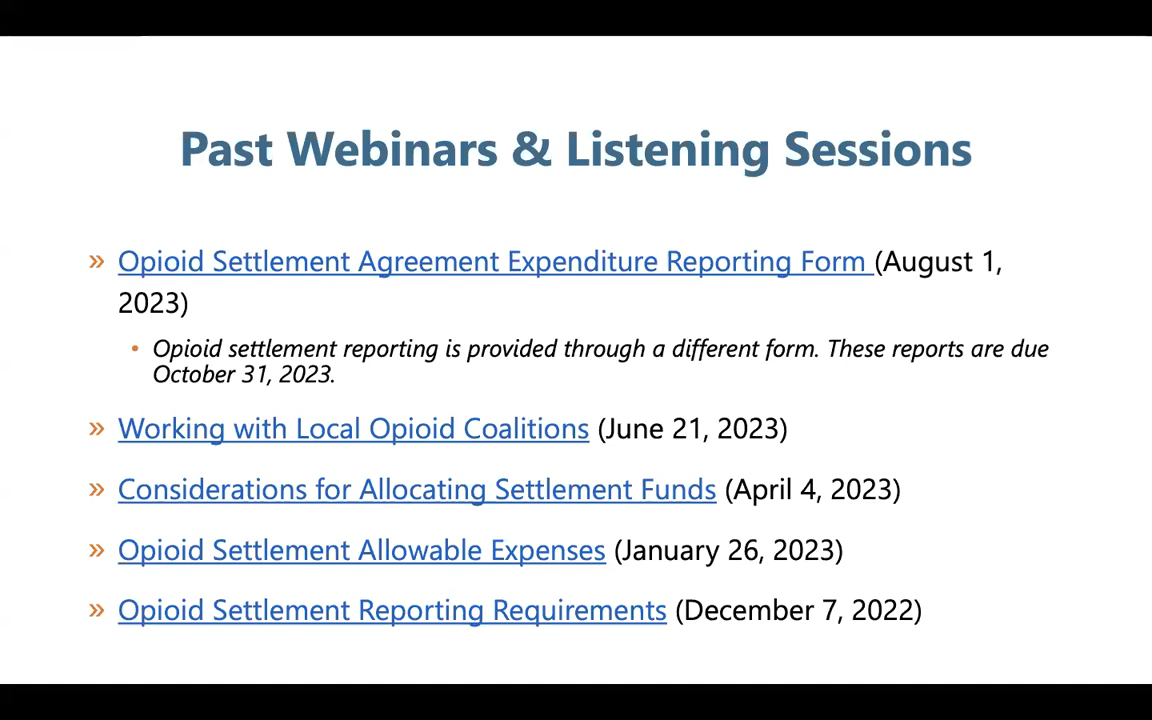 Past Webinars & Listening Sessions
» Opioid Settlement Agreement Expenditure Reporting Form (August 1,
2023)
• Opioid settlement reporting is provided through a different form. These reports are due
October 31, 2023.
» Working with Local Opioid Coalitions (June 21, 2023)
» Considerations for Allocating Settlement Funds (April 4, 2023)
» Opioid Settlement Allowable Expenses (January 26, 2023)
» Opioid Settlement Reporting Requirements (December 7, 2022)